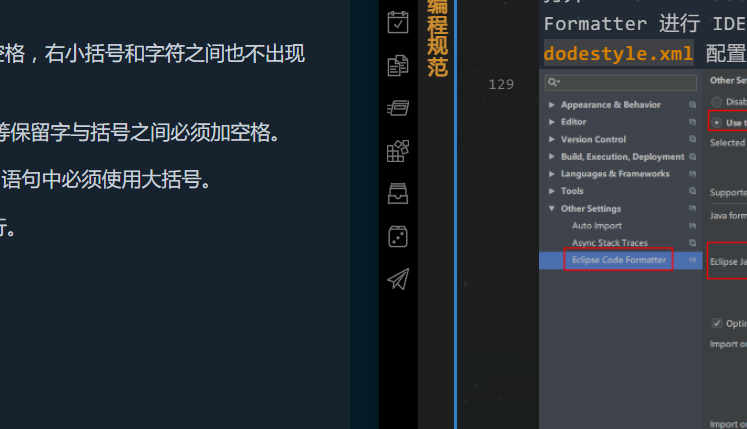 空格，右小括号和字符之间也不出现
等保留字与括号之间必须加空格。
语句中必须使用大括号。
行。
编程规范
Formatter 进行 IDE
dodestyle.xml 配置
129
Appearance & Behavior
Editor
Version Control
Build, Execution, Deployment
Languages & Frameworks
Tools
Other Settings
Auto Import
Async Stack Traces
Eclipse Code Formatter
Other Se
Disab
Use t
Selected
Supporte
Java form
Eclipse Ja
Optin
Import o
Import o